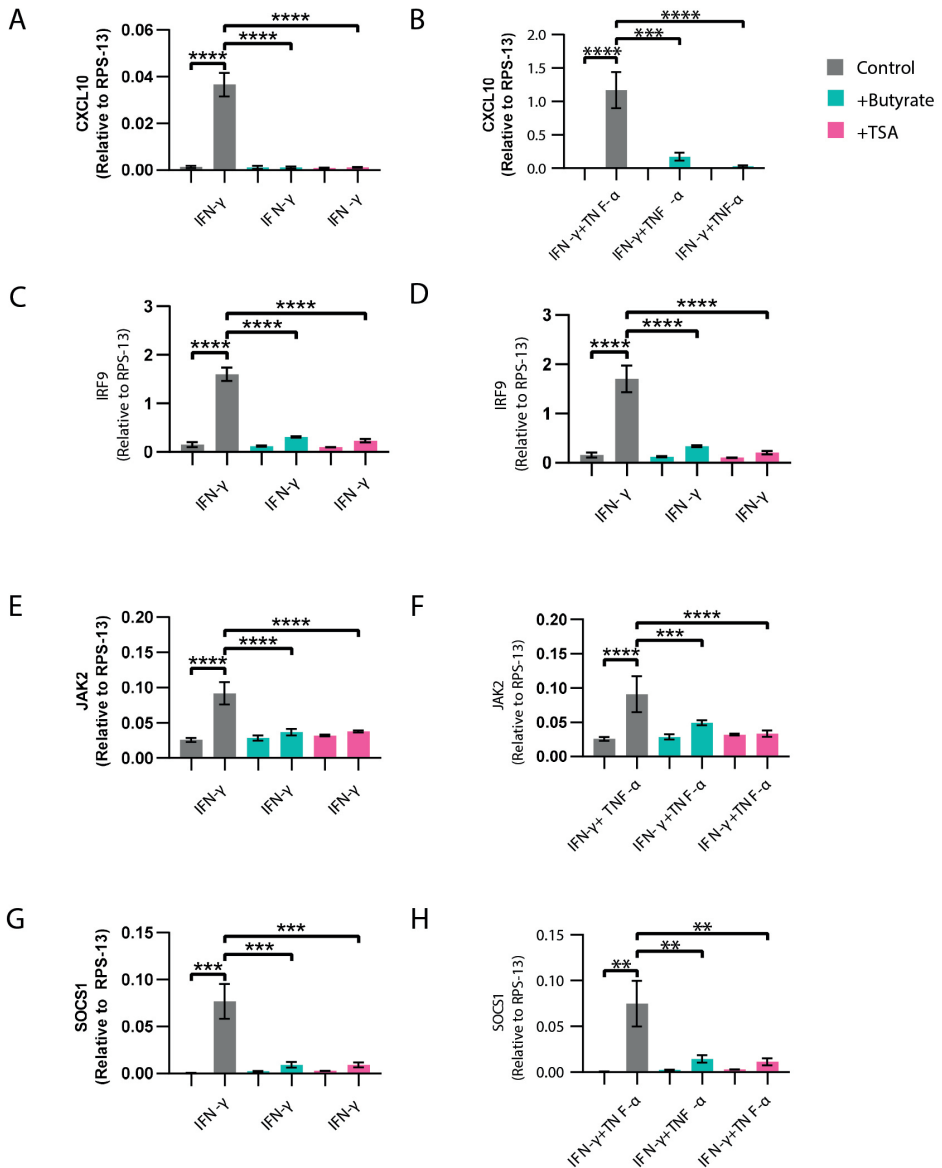 A
CXCL10
(Relative to RPS-13)
0.06
0.04
0.02
0.00
****
****
****
IFN-γ
IF N-γ
IFN -γ
B
CXCL10
(Relative to RPS-13)
2.0
1.5
1.0
0.5
0.0
****
***
****
IFN -γ+TN F-α
IFN-γ+TNF -α
IFN -γ+TNF-α
Control
+Butyrate
+TSA
C
IRF9
(Relative to RPS-13)
3
2
1
0
****
****
****
IFN-γ
IF N-γ
IFN-γ
D
IRF9
(Relative to RPS-13)
3
2
1
0
****
****
****
IFN- γ
IFN -γ
IFN-γ
E
JAK2
(Relative to RPS-13)
0.20
0.15
0.10
0.05
0.00
****
****
****
IFN-γ
IFN -γ
IFN -γ
F
JAK2
(Relative to RPS-13)
0.20
0.15
0.10
0.05
0.00
****
***
****
IFN-γ+ TNF-α
IFN -γ+TN F-α
IFN -γ+TN F-α
G
SOCS1
(Relative to RPS-13)
0.15
0.10
0.05
0.00
***
***
***
IFN-γ
IFN -γ
IFN -γ
H
SOCS1
(Relative to RPS-13)
0.15
0.10
0.05
0.00
**
**
**
IFN-γ+TN F-α
IFN-γ+TNF -α
IFN -γ+TN F-α